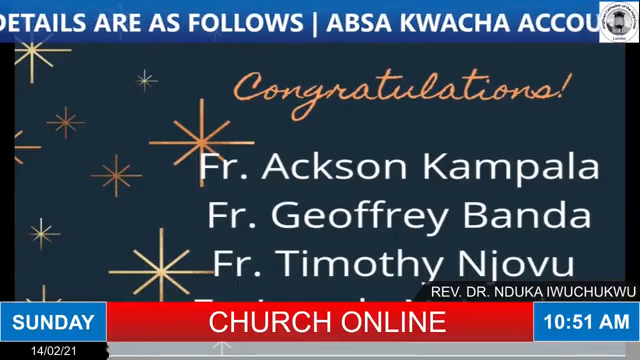 DETAILS ARE AS FOLLOWS | ABSA KWACHA ACCOU
Congratulations!
Fr. Ackson Kampala
Fr. Geoffrey Banda
Fr. Timothy Njovu
REV. DR. NDUKA IWUCHUKWU
SUNDAY
CHURCH ONLINE
10:51 AM
14/02/21